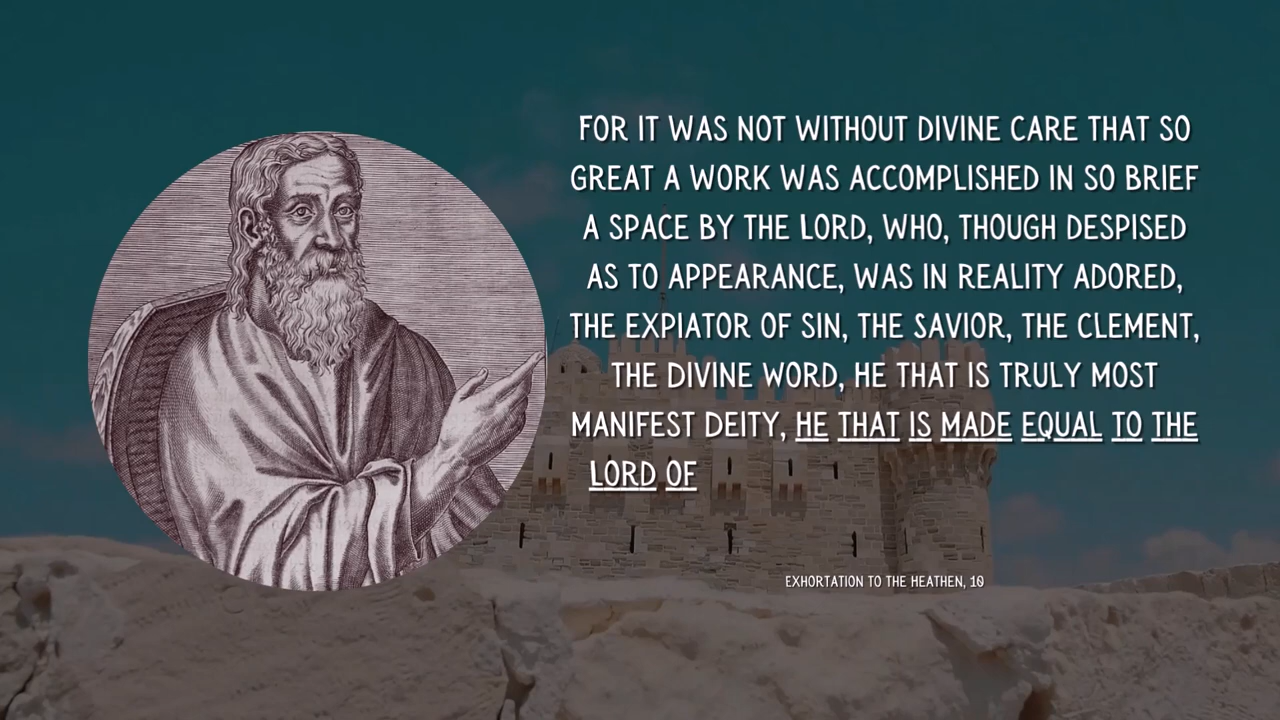 FOR IT WAS NOT WITHOUT DIVINE CARE THAT SO
GREAT A WORK WAS ACCOMPLISHED IN SO BRIEF
A SPACE BY THE LORD, WHO, THOUGH DESPISED
AS TO APPEARANCE, WAS IN REALITY ADORED,
THE EXPIATOR OF SIN, THE SAVIOR, THE CLEMENT,
THE DIVINE WORD, HE THAT IS TRULY MOST
MANIFEST DEITY, HE THAT IS MADE EQUAL TO THE
LORD OF
EXHORTATION TO THE HEATHEN, 10